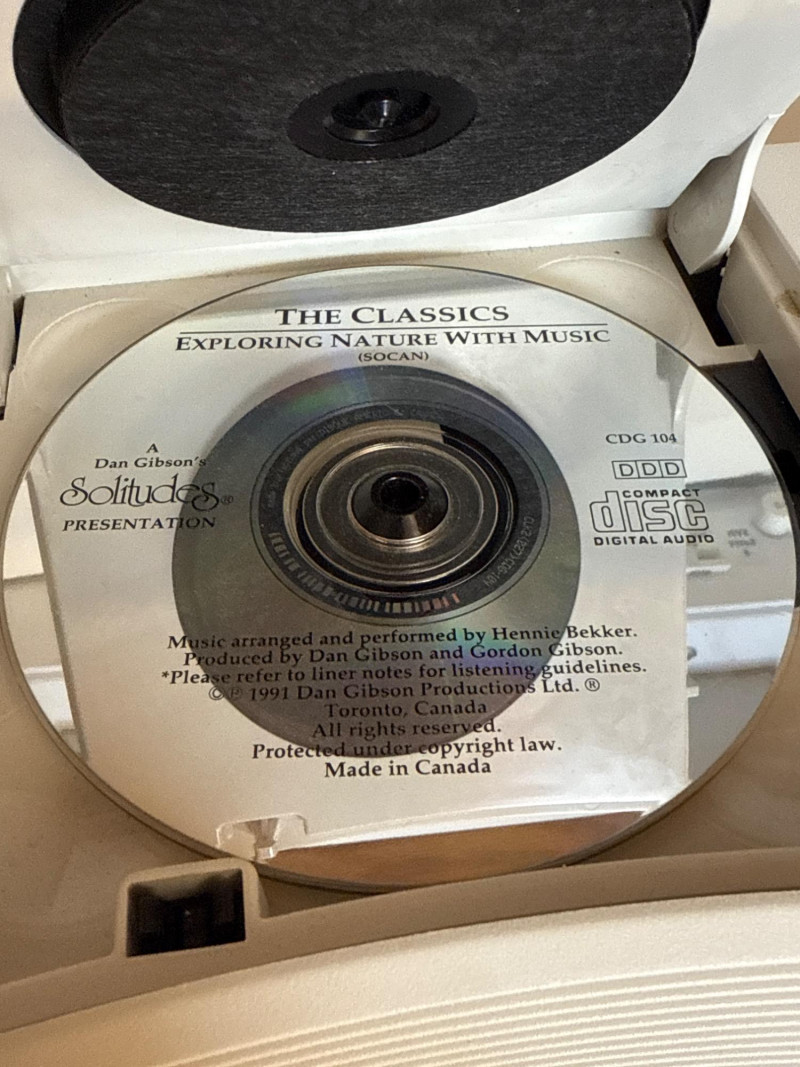 THE CLASSICS
EXPLORING NATURE WITH MUSIC
(SOCAN)
A
Dan Gibson's
Solitudes®
PRESENTATION
CDG 104
DDD
COMPACT
disc
DIGITAL AUDIO
Music arranged and performed by Hennie Bekker.
Produced by Dan Gibson and Gordon Gibson.
*Please refer to liner notes for listening guidelines.
©℗ 1991 Dan Gibson Productions Ltd. ®
Toronto, Canada
All rights reserved.
Protected under copyright law.
Made in Canada